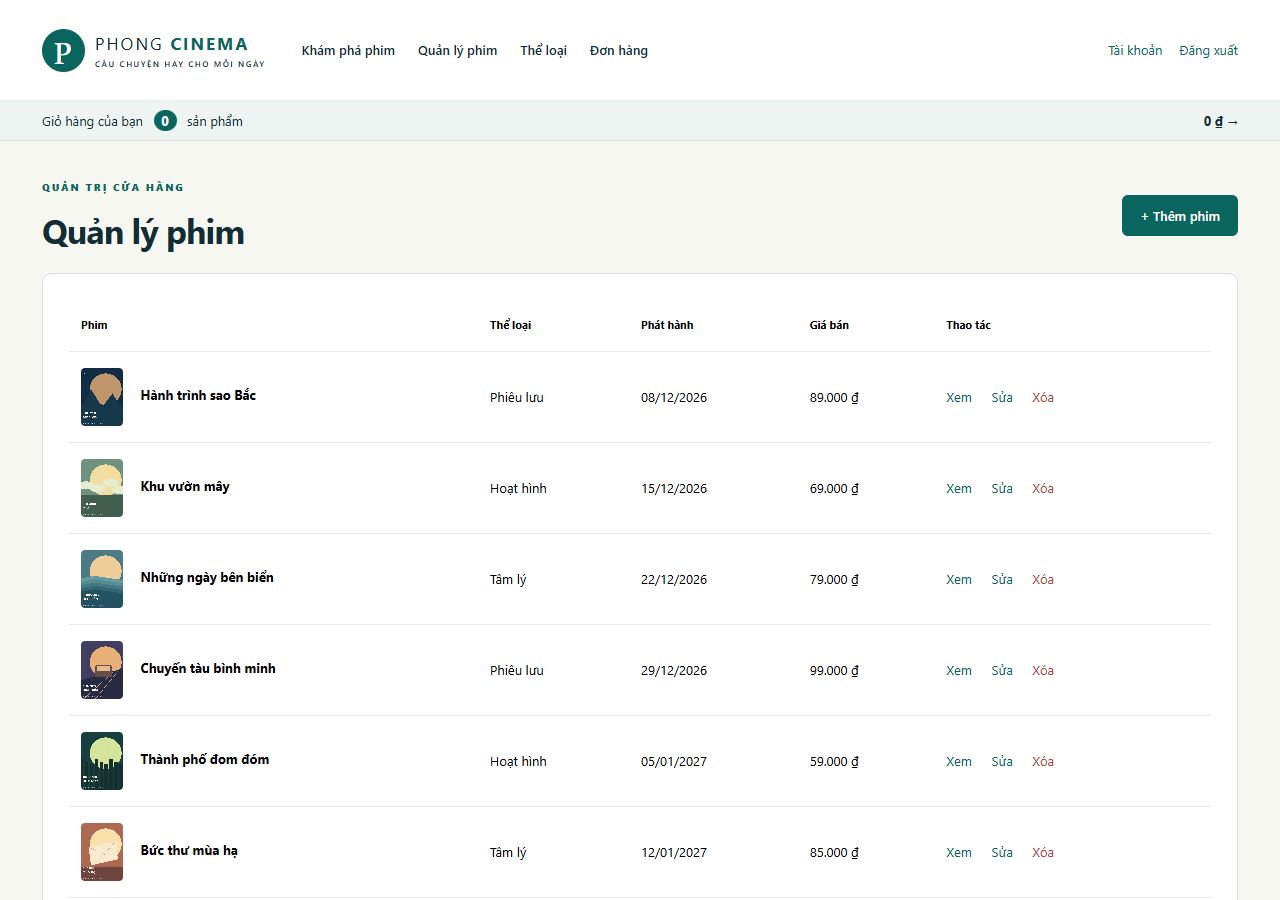 P
PHONG CINEMA
CÂU CHUYỆN HAY CHO MỖI NGÀY
Khám phá phim Quản lý phim Thể loại Đơn hàng
Tài khoản Đăng xuất
Giỏ hàng của bạn 0 sản phẩm
0 ₫ →
QUẢN TRỊ CỬA HÀNG
Quản lý phim
+ Thêm phim
Phim Thể loại Phát hành Giá bán Thao tác
Hành trình sao Bắc Phiêu lưu 08/12/2026 89.000 ₫ Xem Sửa Xóa
Khu vườn mây Hoạt hình 15/12/2026 69.000 ₫ Xem Sửa Xóa
Những ngày bên biển Tâm lý 22/12/2026 79.000 ₫ Xem Sửa Xóa
Chuyến tàu bình minh Phiêu lưu 29/12/2026 99.000 ₫ Xem Sửa Xóa
Thành phố đom đóm Hoạt hình 05/01/2027 59.000 ₫ Xem Sửa Xóa
Bức thư mùa hạ Tâm lý 12/01/2027 85.000 ₫ Xem Sửa Xóa